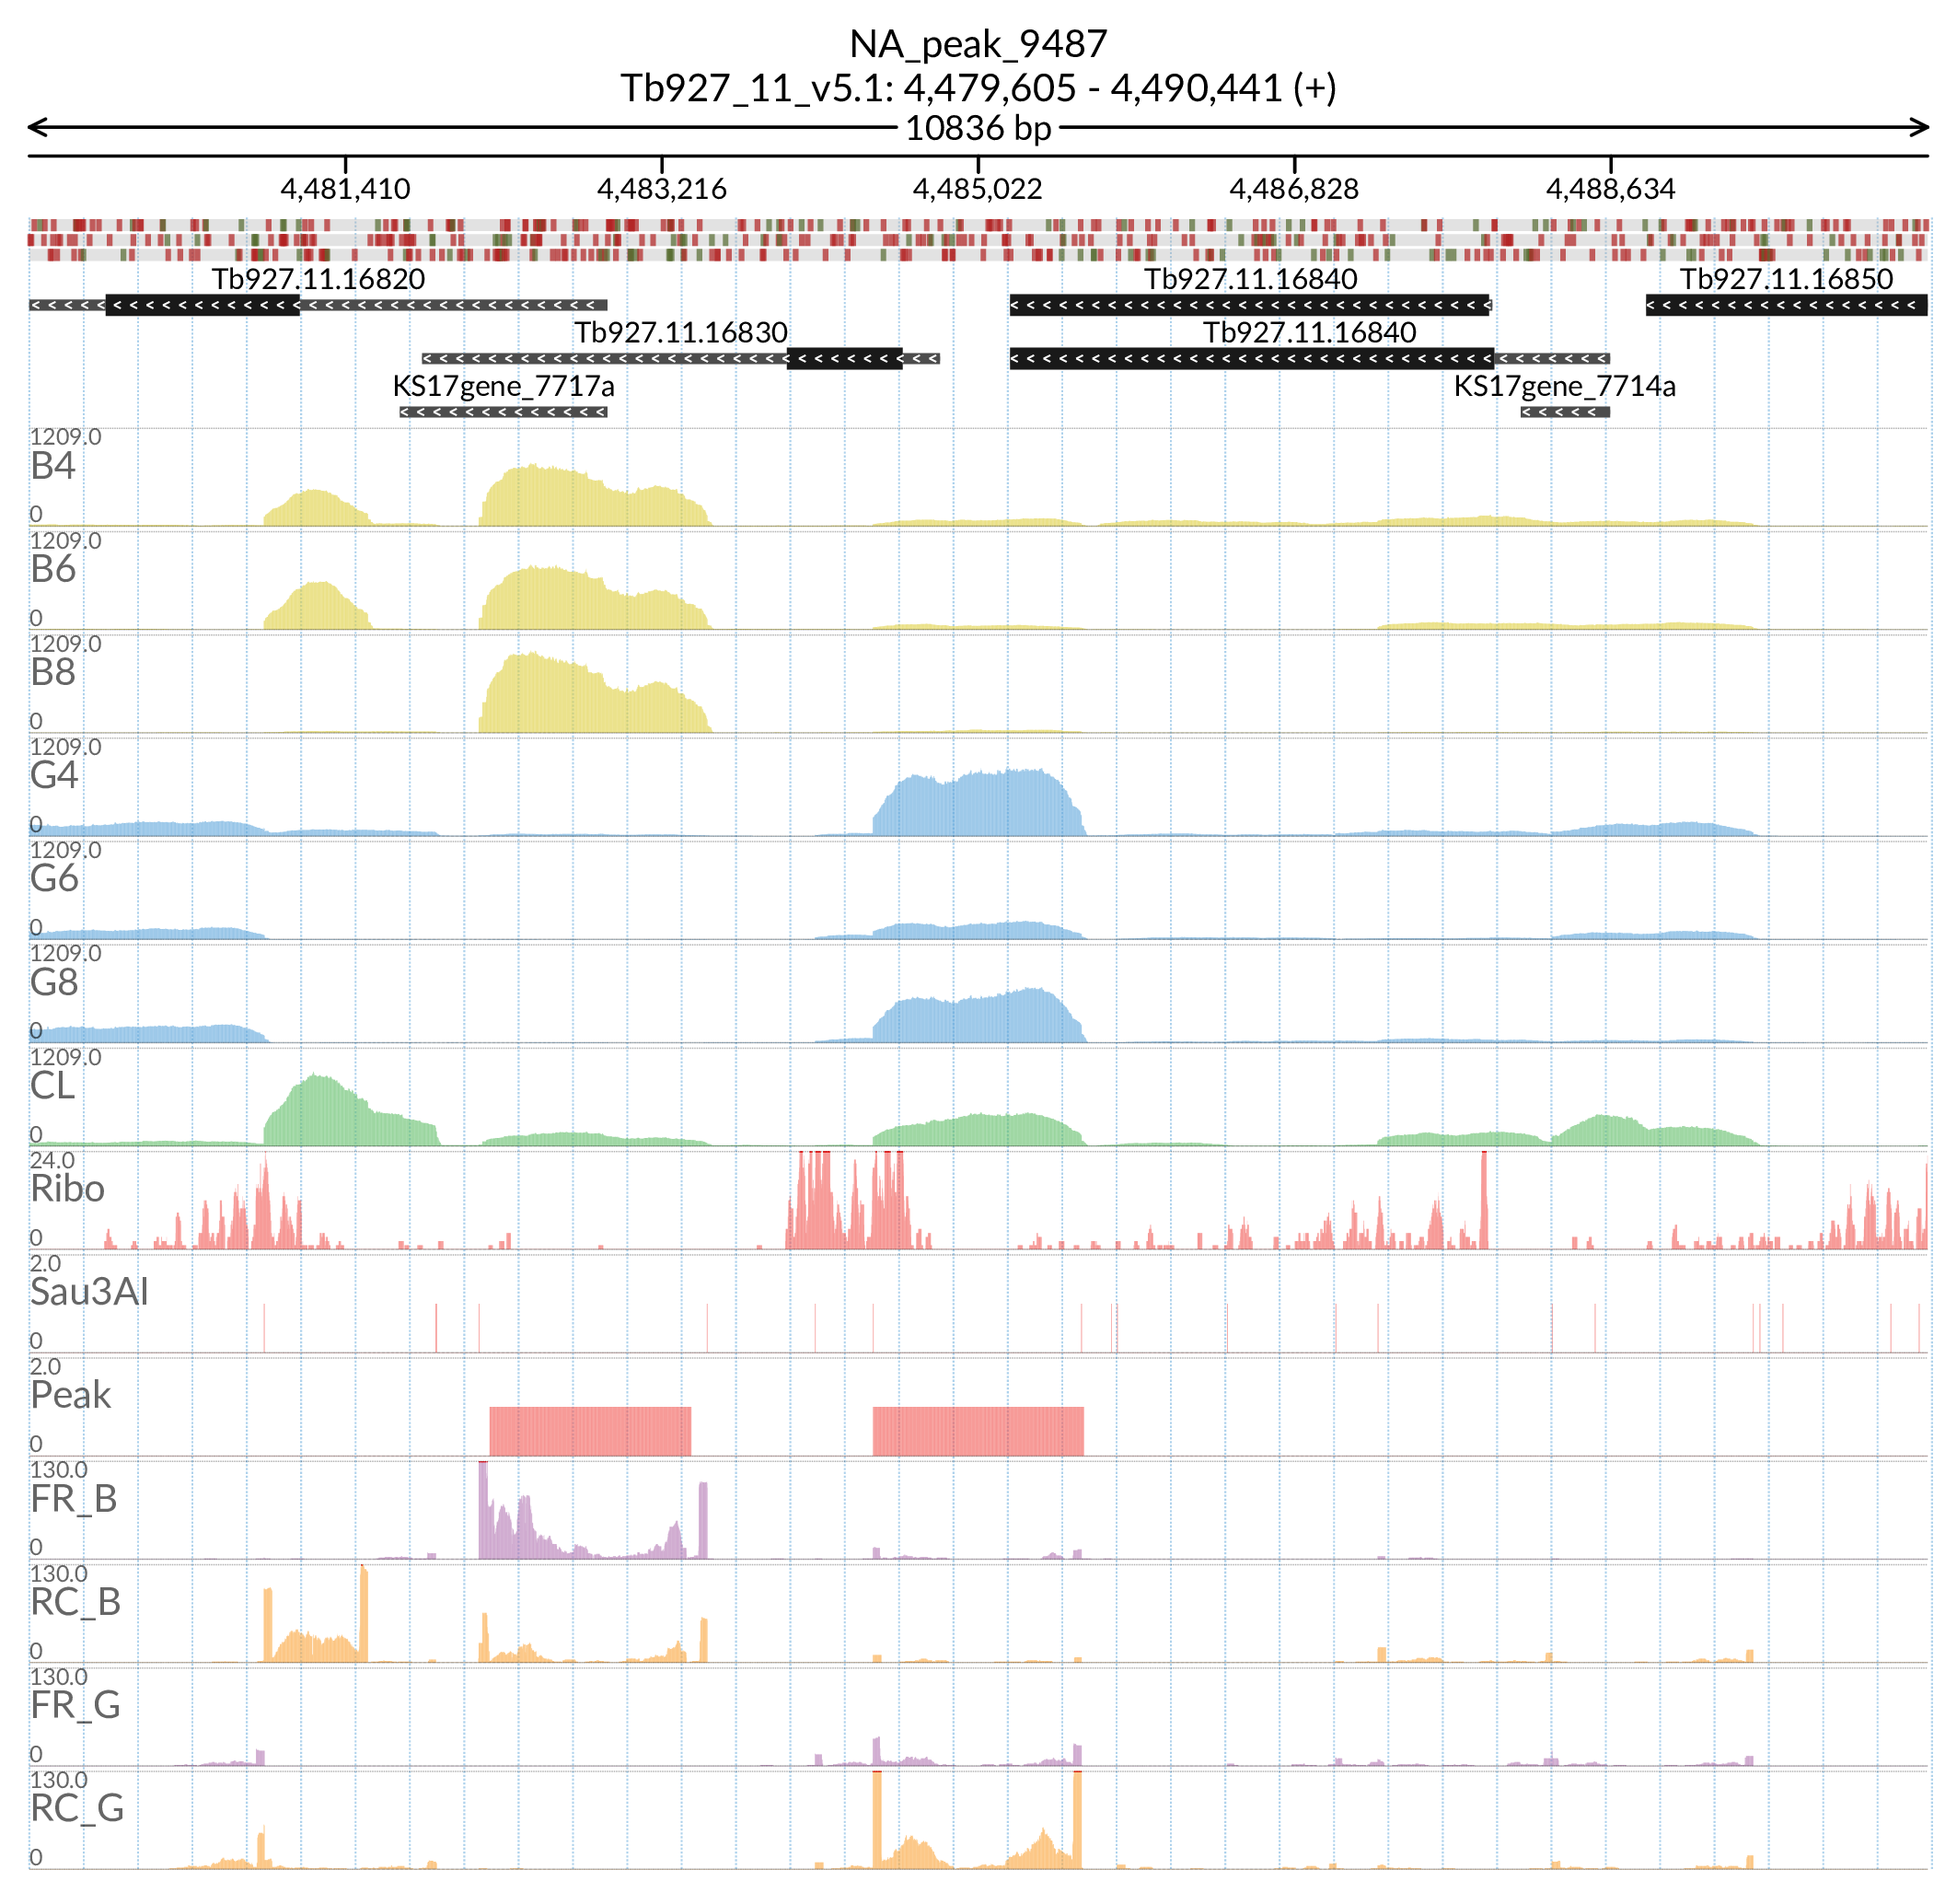 NA_peak_9487
Tb927_11_v5.1: 4,479,605 - 4,490,441 (+)
10836 bp
4,481,410 4,483,216 4,485,022 4,486,828 4,488,634
Tb927.11.16820 Tb927.11.16840 Tb927.11.16850
Tb927.11.16830 Tb927.11.16840
KS17gene_7717a KS17gene_7714a
1209.0
B4
0
1209.0
B6
0
1209.0
B8
0
1209.0
G4
0
1209.0
G6
0
1209.0
G8
0
1209.0
CL
0
24.0
Ribo
0
2.0
Sau3AI
0
2.0
Peak
0
130.0
FR_B
0
130.0
RC_B
0
130.0
FR_G
0
130.0
RC_G
0